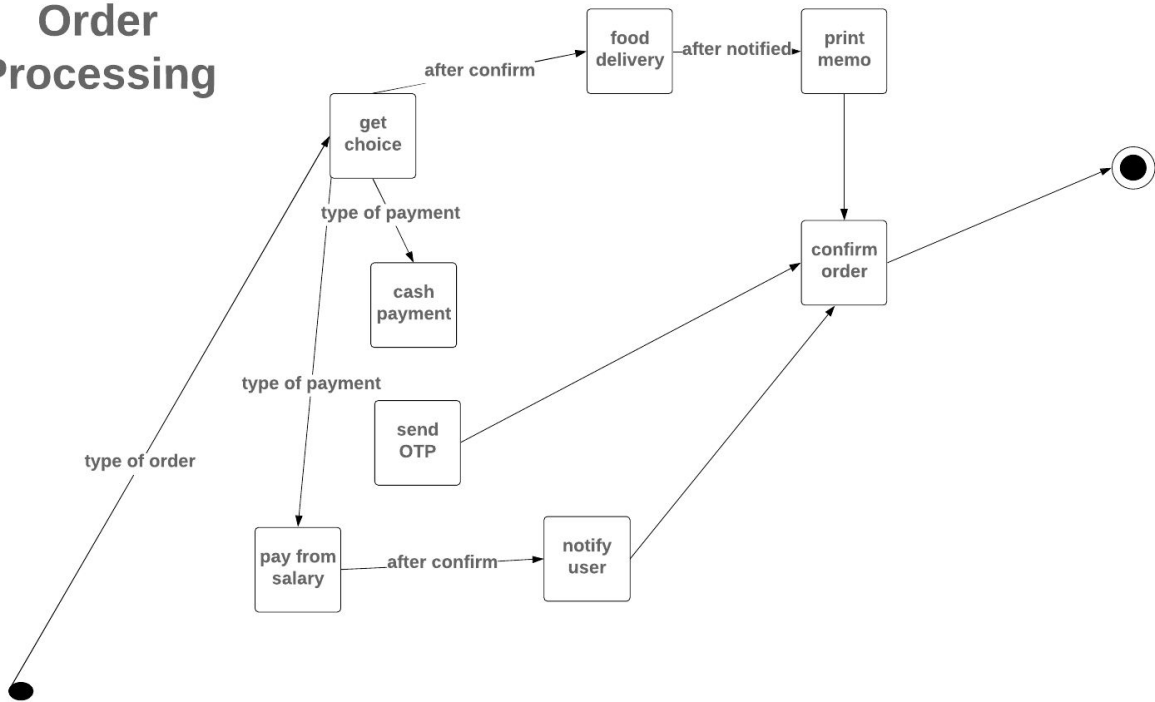 Order
Processing
food
delivery
after notified
print
memo
after confirm
get
choice
type of payment
confirm
order
cash
payment
type of payment
send
OTP
type of order
pay from
salary
after confirm
notify
user